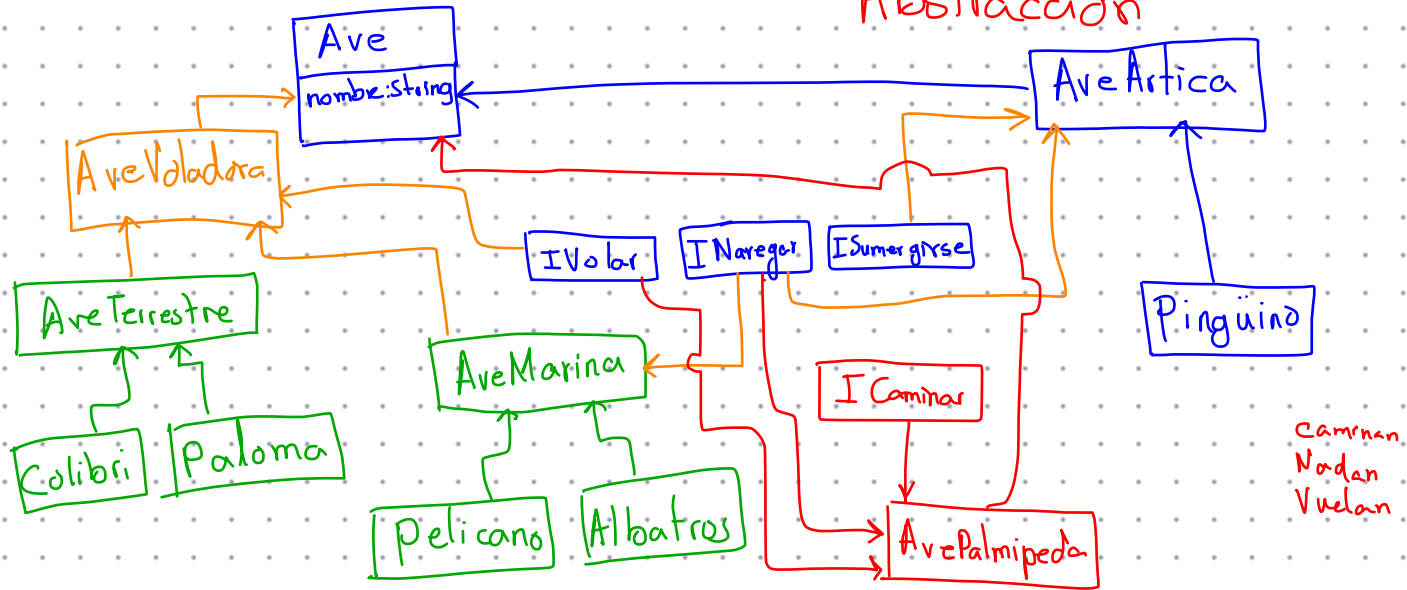 Abstracción
Ave
nombre:String
AveArtica
AveVoladora
IVolar
INavegar
ISumergirse
AveTerrestre
Pingüino
AveMarina
ICaminar
Colibri
Paloma
Pelicano
Albatros
AvePalmipeda
Caminan
Nadan
Vuelan